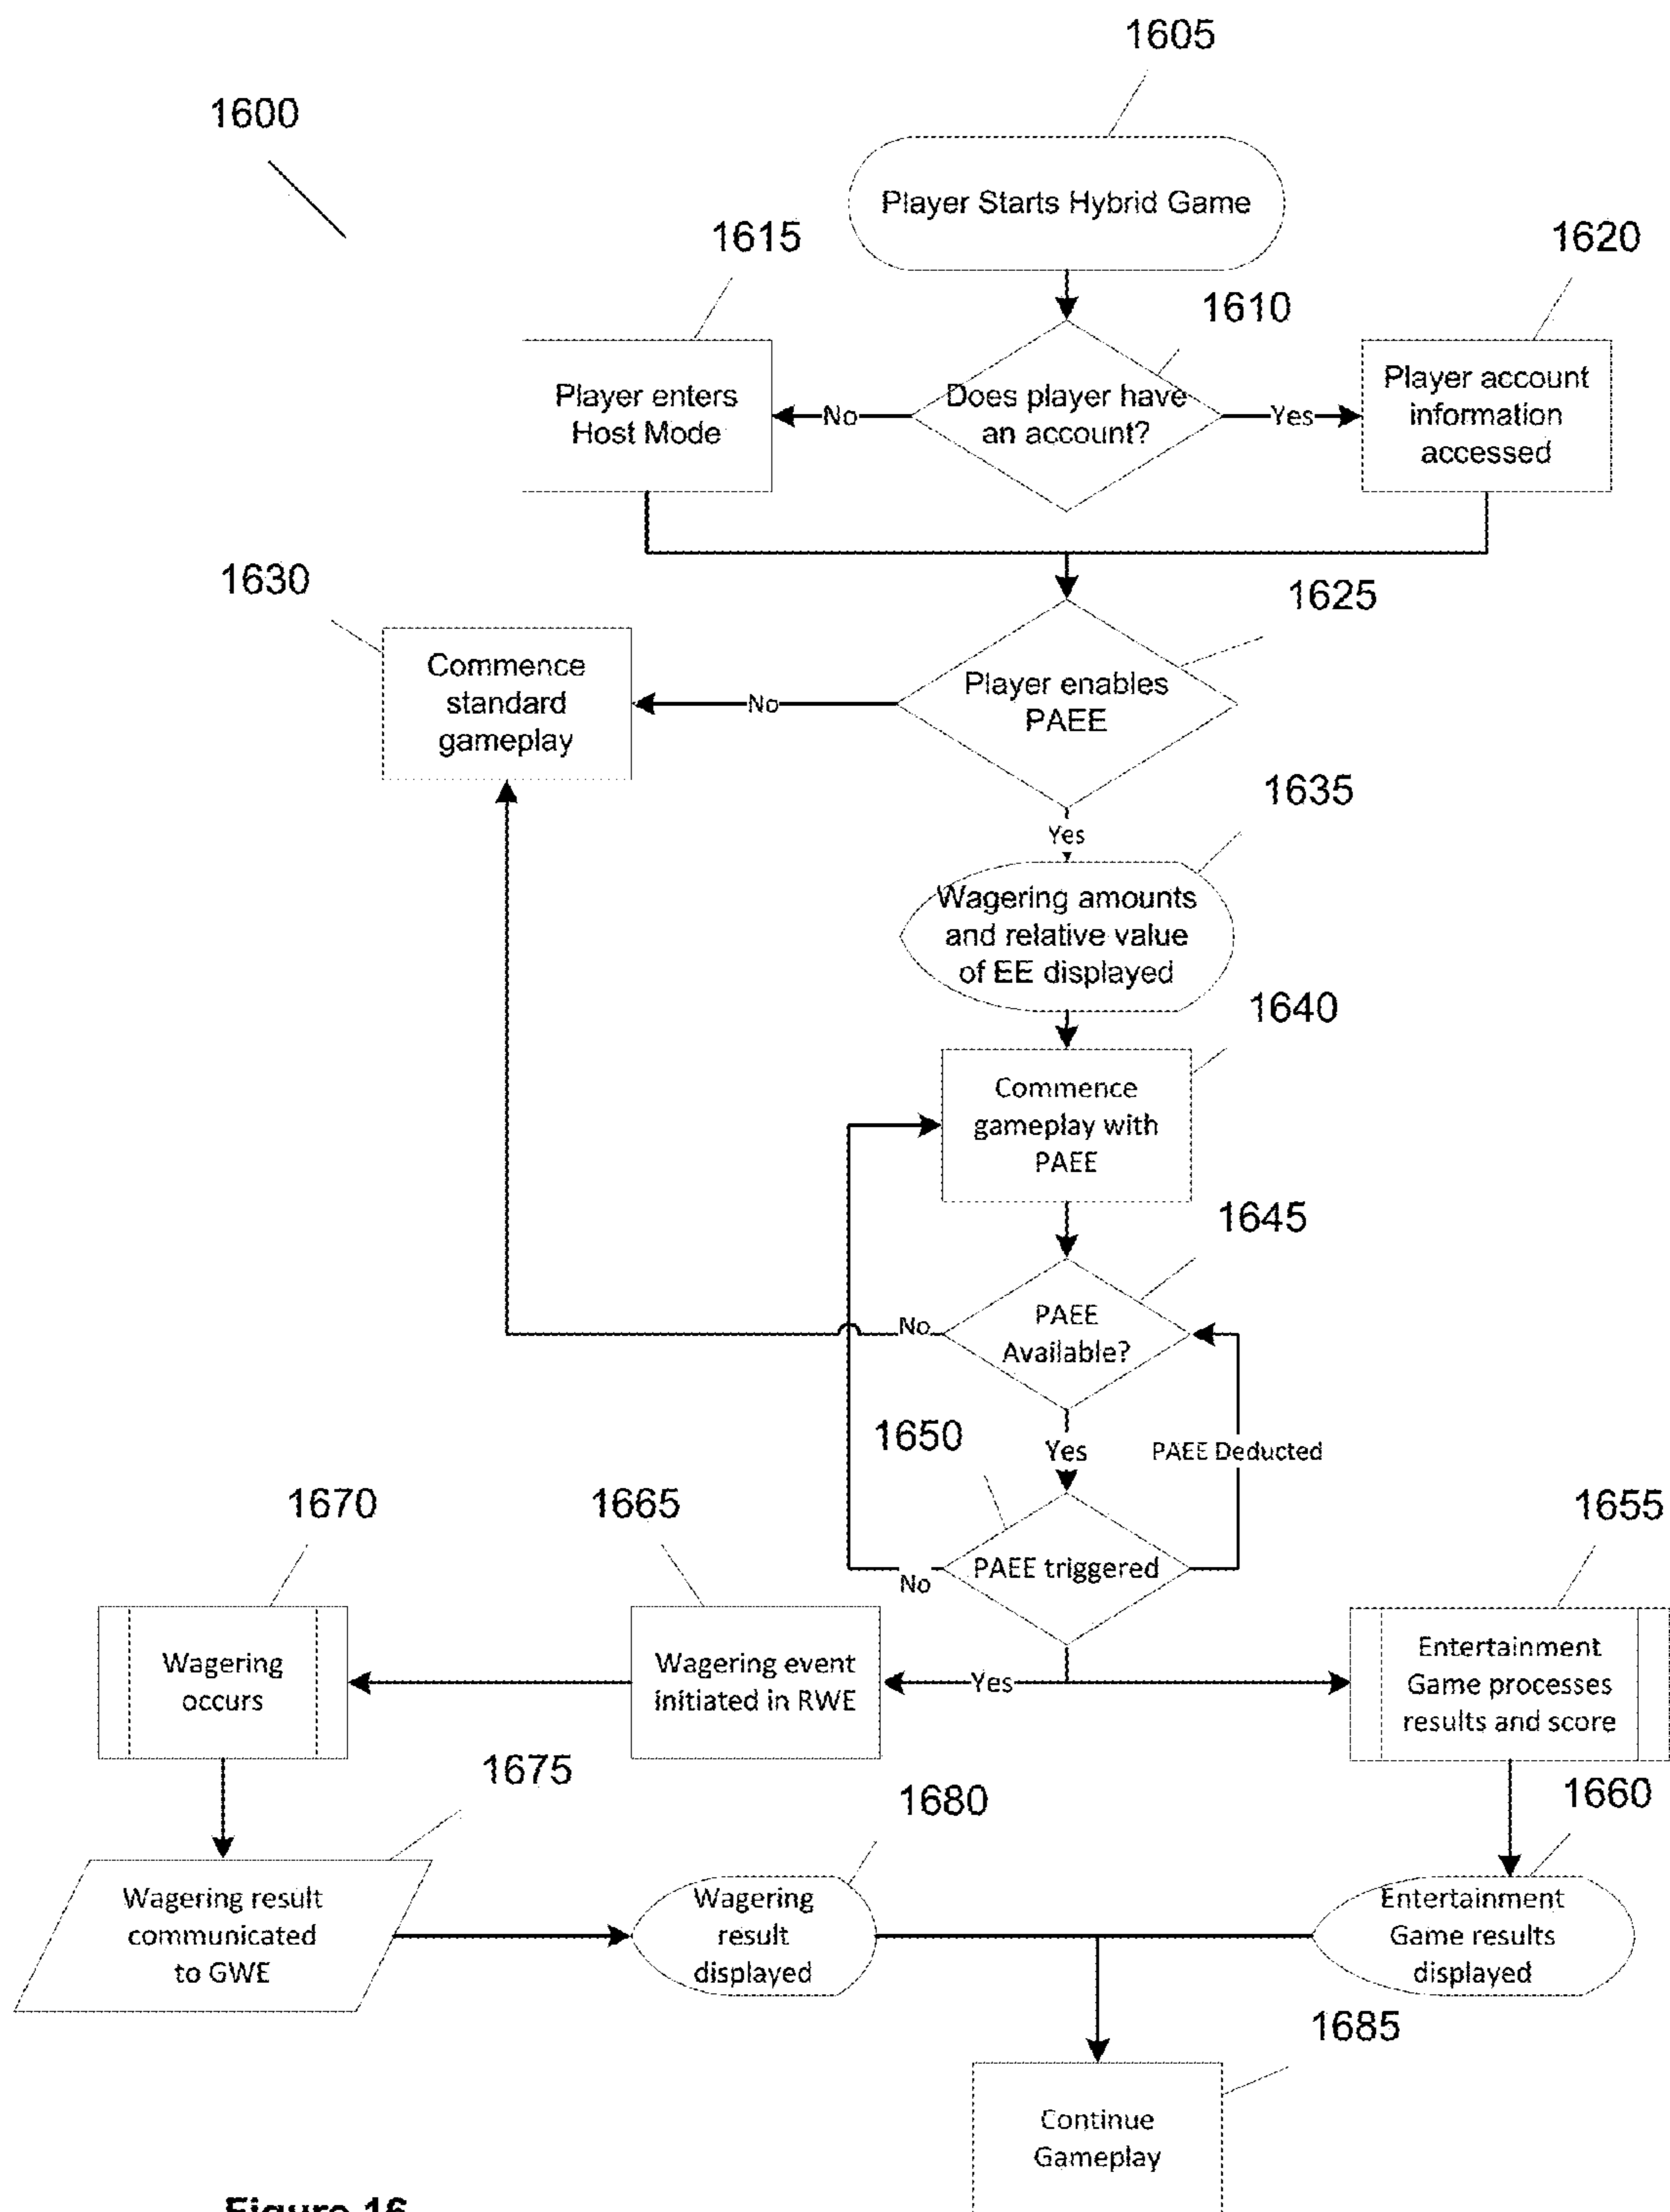 1605
1600
Player Starts Hybrid Game
1615
1620
1610
Player enters
Host Mode
No
Does player have
an account?
Yes
Player account
information
accessed
1630
1625
Commence
standard
gameplay
No
Player enables
PAEE
1635
Yes
Wagering amounts
and relative value
of EE displayed
1640
Commence
gameplay with
PAEE
1645
No
PAEE
Available?
1650
Yes
PAEE Deducted
1670
1665
1655
PAEE triggered
No
Wagering
occurs
Wagering event
initiated in RWE
Yes
Entertainment
Game processes
results and score
1675
1680
1660
Wagering result
communicated
to GWE
Wagering
result
displayed
Entertainment
Game results
displayed
1685
Continue
Gameplay
Figure 16